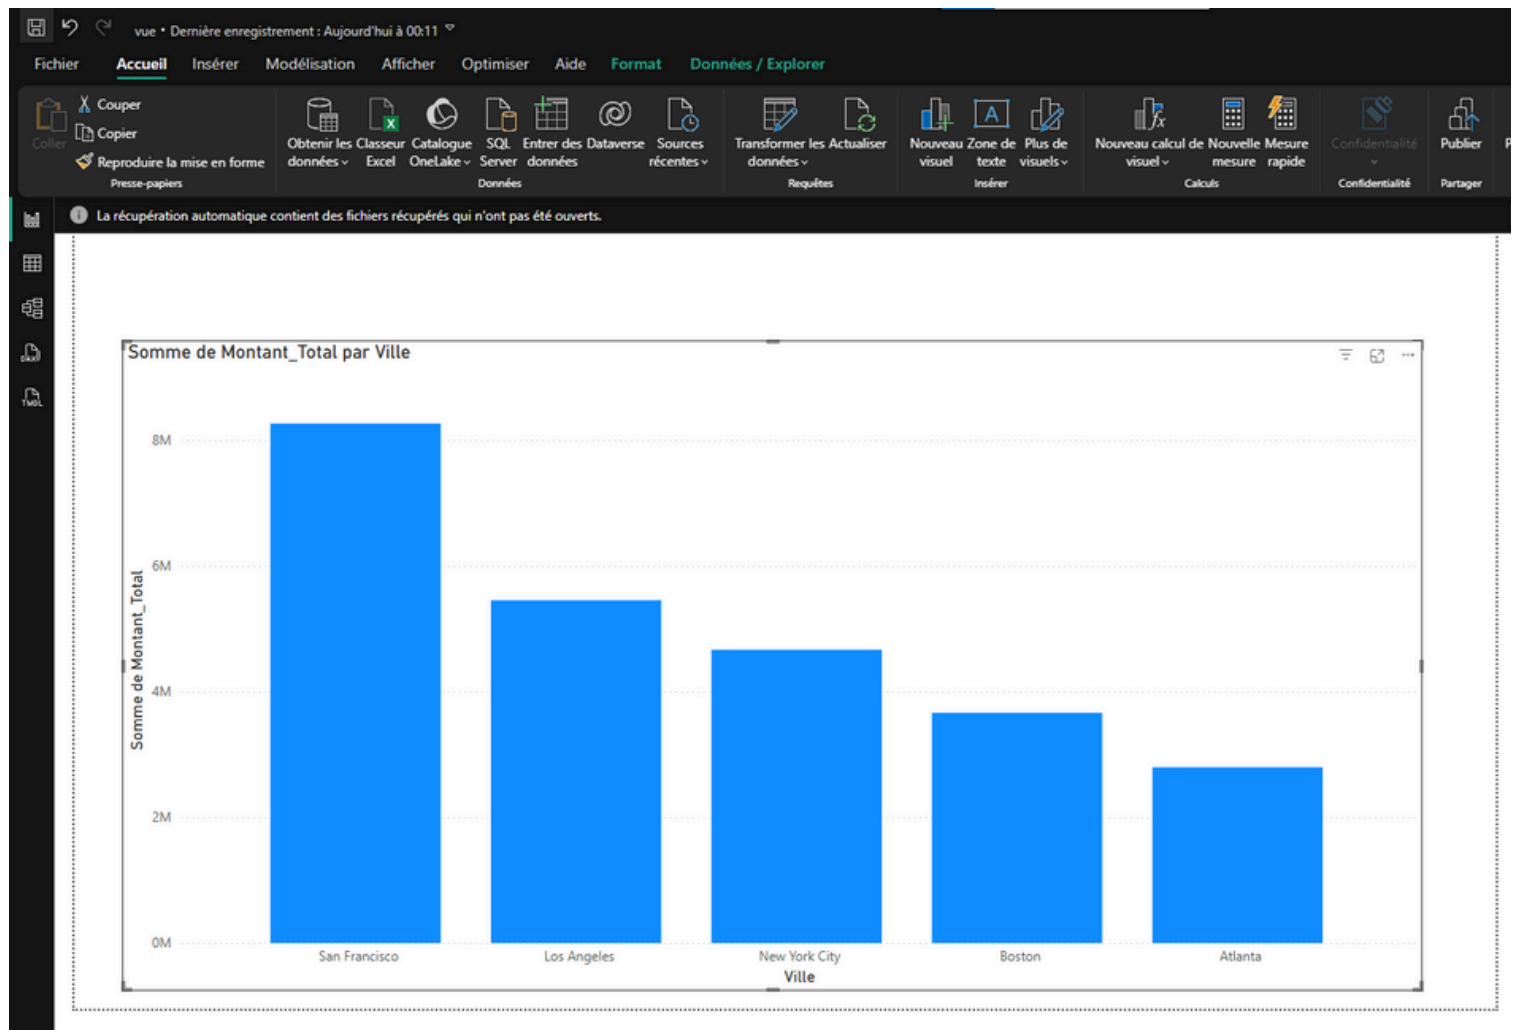 vue • Dernière enregistrement : Aujourd'hui à 00:11
Fichier Accueil Insérer Modélisation Afficher Optimiser Aide Format Données / Explorer
Coller
Couper
Copier
Reproduire la mise en forme
Presse-papiers
Obtenir les données
Classeur Excel
Catalogue OneLake
SQL Server
Entrer des données
Dataverse
Sources récentes
Données
Transformer les données
Actualiser
Requêtes
Nouveau visuel
Zone de texte
Plus de visuels
Insérer
Nouveau calcul de visuel
Nouvelle mesure
Mesure rapide
Calculs
Confidentialité
Confidentialité
Publier
Partager
P
La récupération automatique contient des fichiers récupérés qui n'ont pas été ouverts.
DAX
TMDL
Somme de Montant_Total par Ville
Somme de Montant_Total
8M
6M
4M
2M
0M
San Francisco Los Angeles New York City Boston Atlanta
Ville